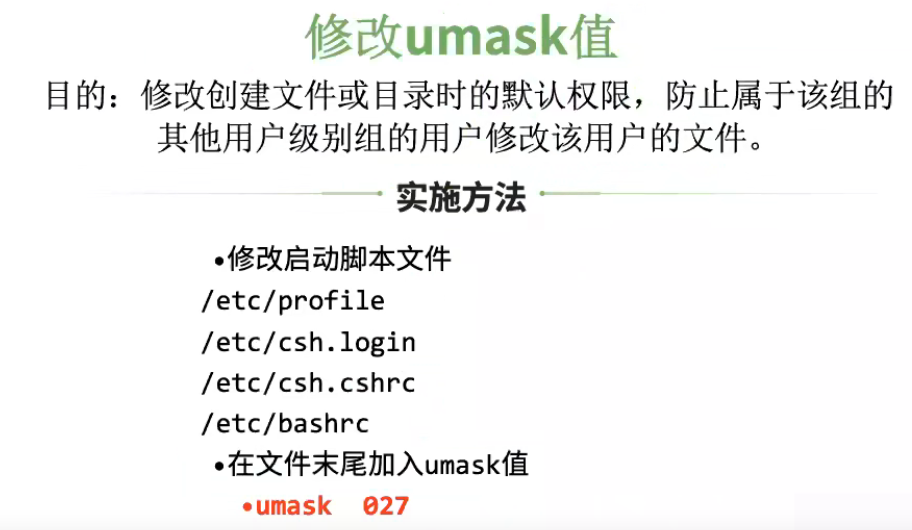 修改umask值
目的：修改创建文件或目录时的默认权限，防止属于该组的
其他用户级别组的用户修改该用户的文件。
实施方法
•修改启动脚本文件
/etc/profile
/etc/csh.login
/etc/csh.cshrc
/etc/bashrc
•在文件末尾加入umask值
•umask 027